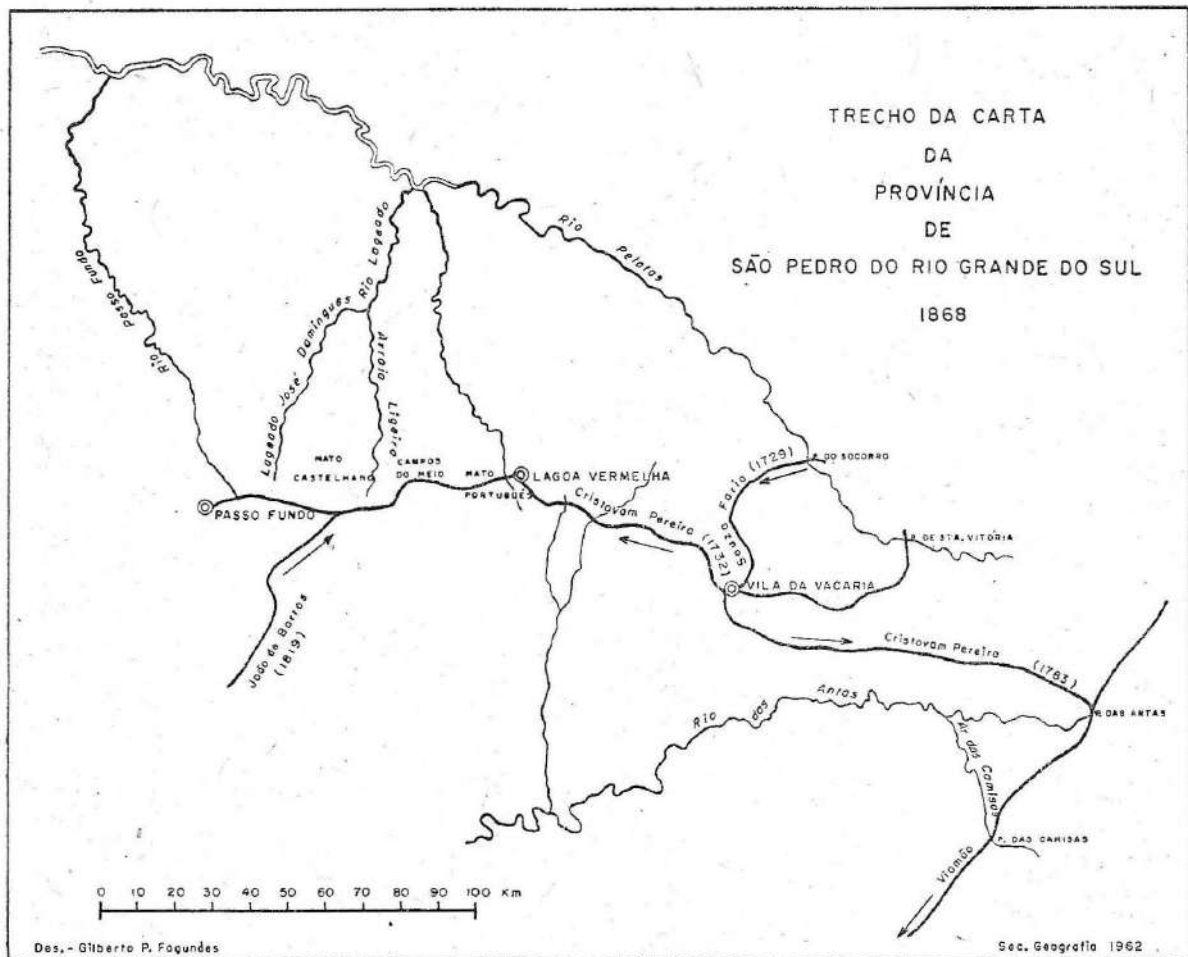 TRECHO DA CARTA
DA
PROVÍNCIA
DE
SÃO PEDRO DO RIO GRANDE DO SUL
1868
Rio Pelotas
Rio Passo Fundo
Lageado José Domingues
Rio Lageado
Arroio Ligeiro
MATO
CASTELHANO
CAMPOS
DO MEIO
MATO
PORTUGUÊS
LAGOA VERMELHA
PASSO FUNDO
João de Barros
(1819)
Cristovam Pereira (1732)
Souza Faria (1729)
P. DO SOCORRO
P. DE STA. VITÓRIA
VILA DA VACARIA
Cristovam Pereira (1783)
Rio das Antas
P. DAS ANTAS
Ar. das Camisas
P. DAS CAMISAS
Viamão
0 10 20 30 40 50 60 70 80 90 100 Km
Des.- Gilberto P. Fagundes
Sec. Geografia 1962